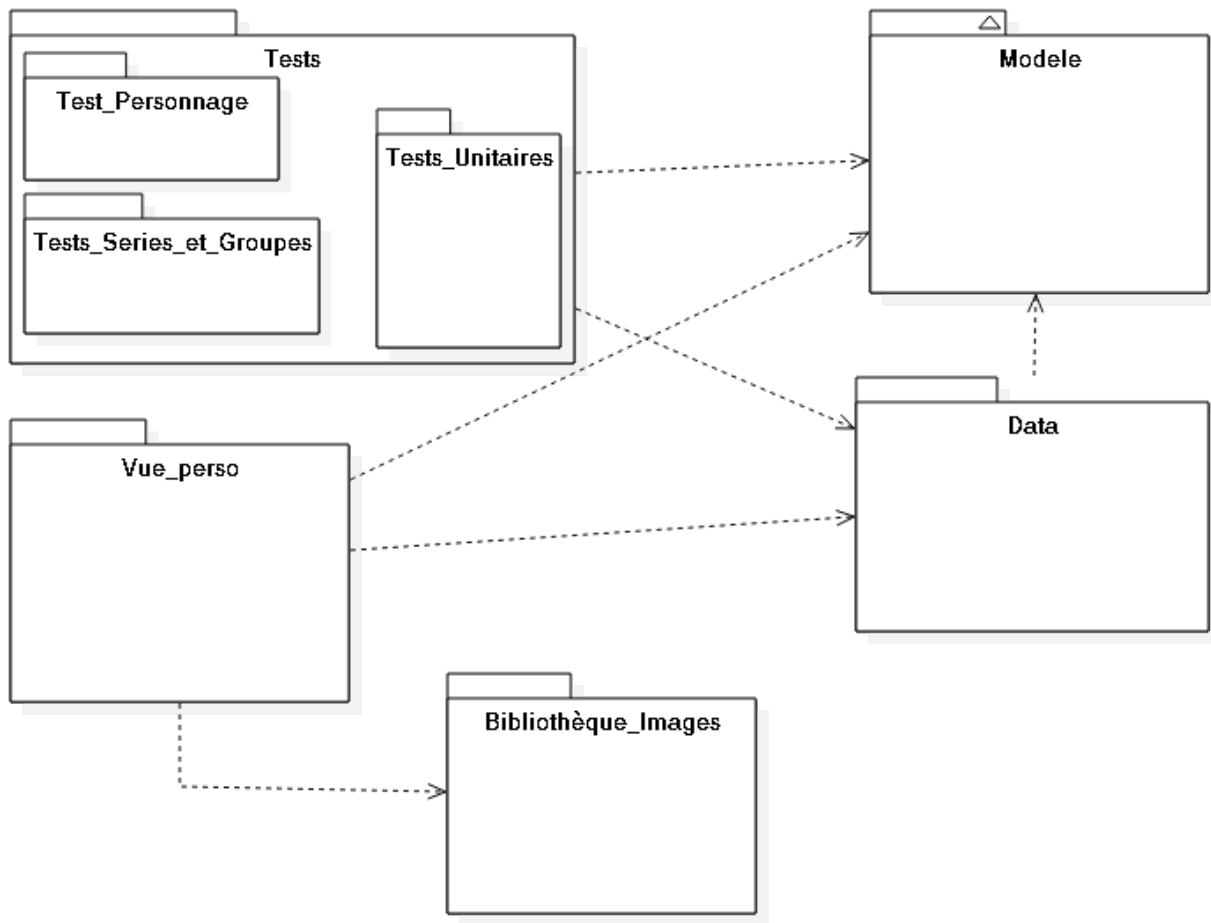 Tests
Test_Personnage
Tests_Unitaires
Tests_Series_et_Groupes
Modele
Vue_perso
Data
Bibliothèque_Images